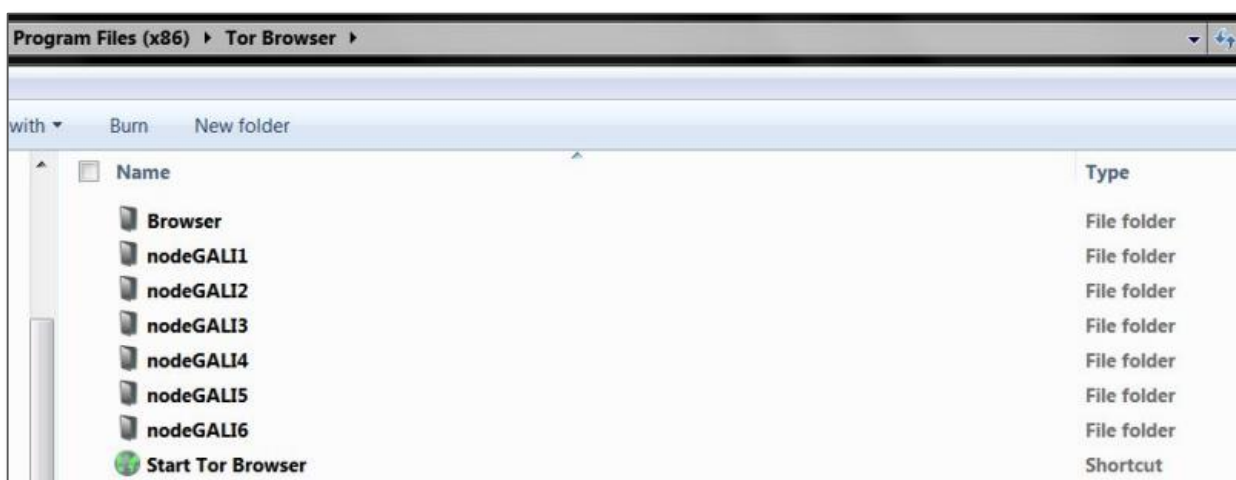 Program Files (x86) ▸ Tor Browser ▸
with Burn New folder
Name Type
Browser File folder
nodeGALI1 File folder
nodeGALI2 File folder
nodeGALI3 File folder
nodeGALI4 File folder
nodeGALI5 File folder
nodeGALI6 File folder
Start Tor Browser Shortcut